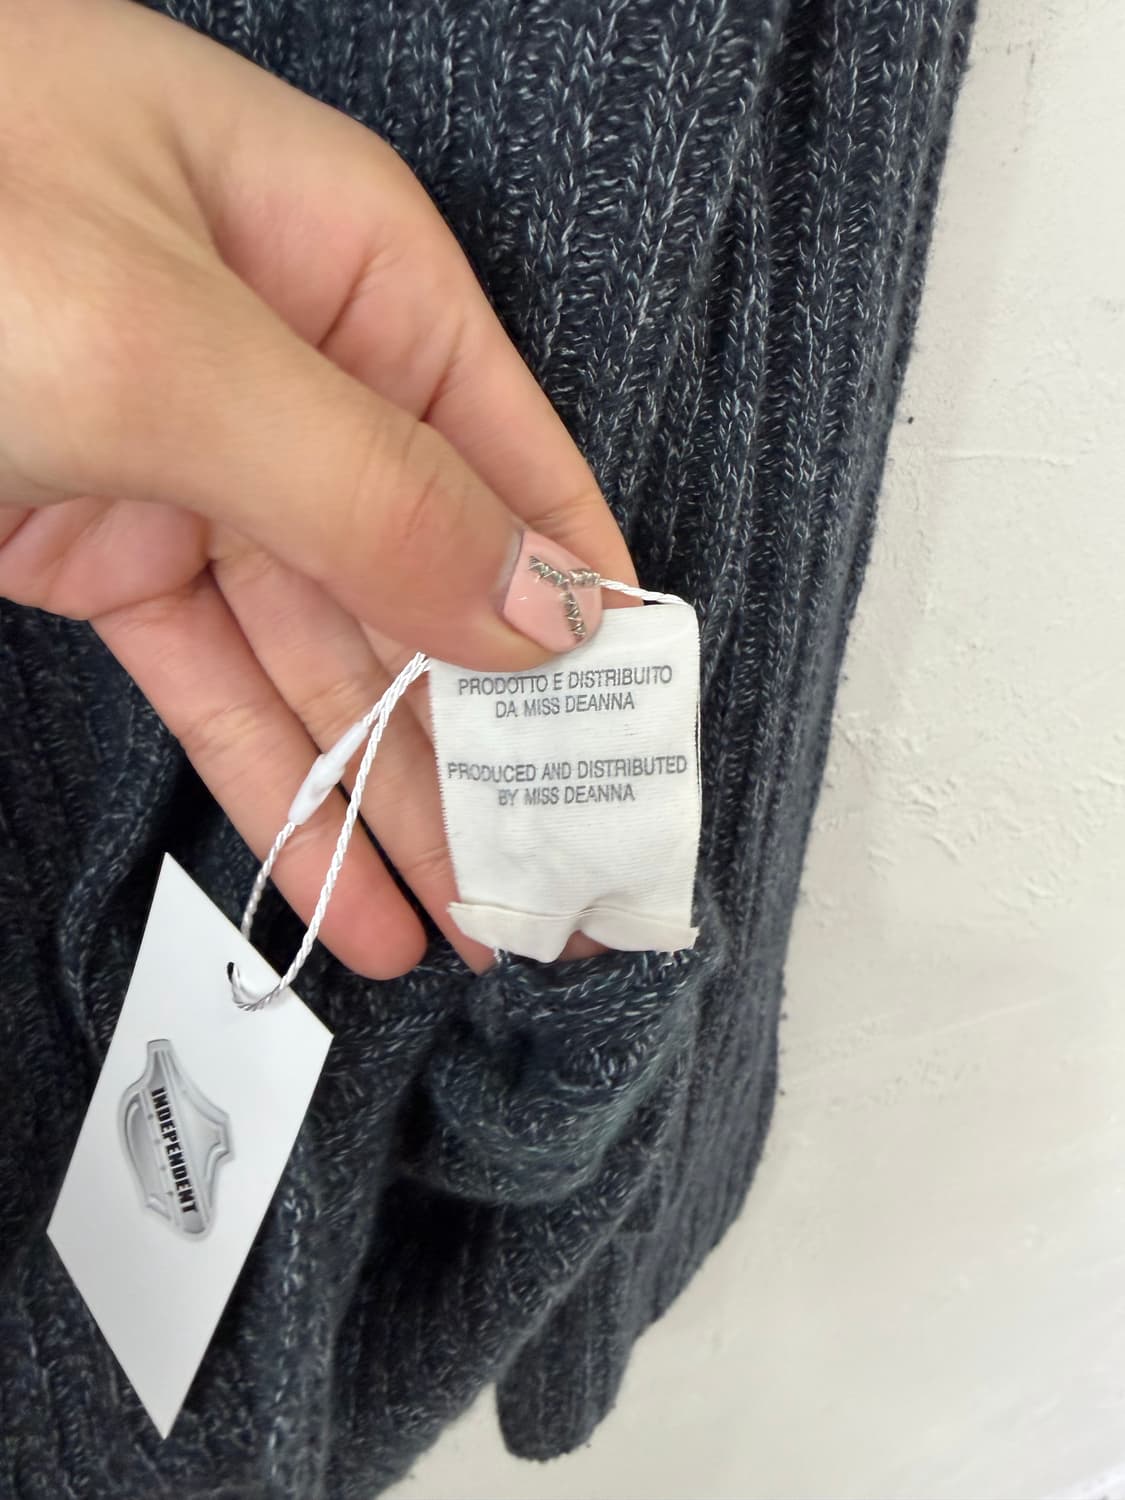 PRODOTTO E DISTRIBUITO
DA MISS DEANNA
PRODUCED AND DISTRIBUTED
BY MISS DEANNA
INDEPENDENT